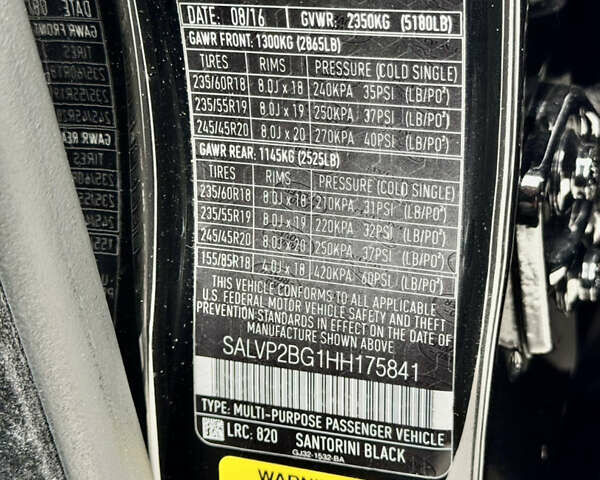 DATE: 08/16 GVWR: 2350KG (5180LB)
GAWR FRONT: 1300KG (2865LB)
TIRES RIMS PRESSURE (COLD SINGLE)
235/60R18 8.0J x 18 240KPA 35PSI (LB/PO²)
235/55R19 8.0J x 19 250KPA 37PSI (LB/PO²)
245/45R20 8.0J x 20 270KPA 40PSI (LB/PO²)
GAWR REAR: 1145KG (2525LB)
TIRES RIMS PRESSURE (COLD SINGLE)
235/60R18 8.0J x 18 210KPA 31PSI (LB/PO²)
235/55R19 8.0J x 19 220KPA 32PSI (LB/PO²)
245/45R20 8.0J x 20 250KPA 37PSI (LB/PO²)
155/85R18 4.0J x 18 420KPA 60PSI (LB/PO²)
THIS VEHICLE CONFORMS TO ALL APPLICABLE
U.S. FEDERAL MOTOR VEHICLE SAFETY AND THEFT
PREVENTION STANDARDS IN EFFECT ON THE DATE OF
MANUFACTURE SHOWN ABOVE.
SALVP2BG1HH175841
TYPE: MULTI-PURPOSE PASSENGER VEHICLE
LRC: 820 SANTORINI BLACK
GJ32-1532-BA